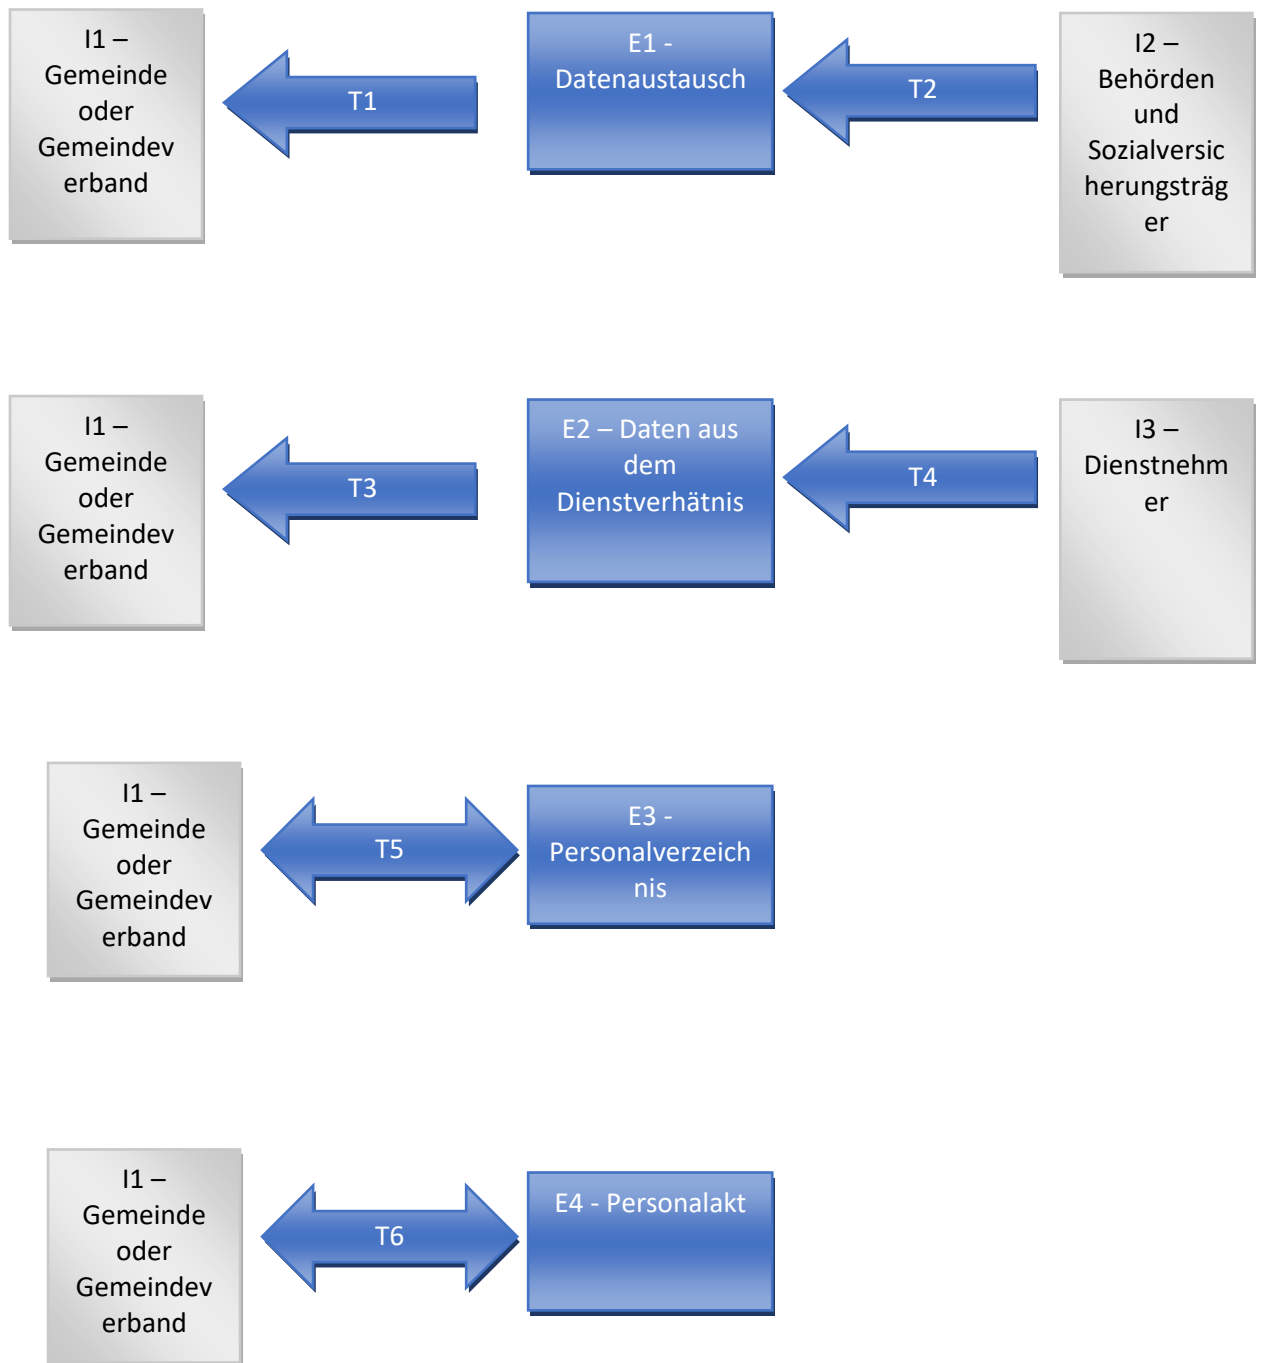 I1 –
Gemeinde
oder
Gemeindev
erband
T1
E1 -
Datenaustausch
T2
I2 –
Behörden
und
Sozialversic
herungsträg
er
I1 –
Gemeinde
oder
Gemeindev
erband
T3
E2 – Daten aus
dem
Dienstverhätnis
T4
I3 –
Dienstnehm
er
I1 –
Gemeinde
oder
Gemeindev
erband
T5
E3 -
Personalverzeich
nis
I1 –
Gemeinde
oder
Gemeindev
erband
T6
E4 - Personalakt